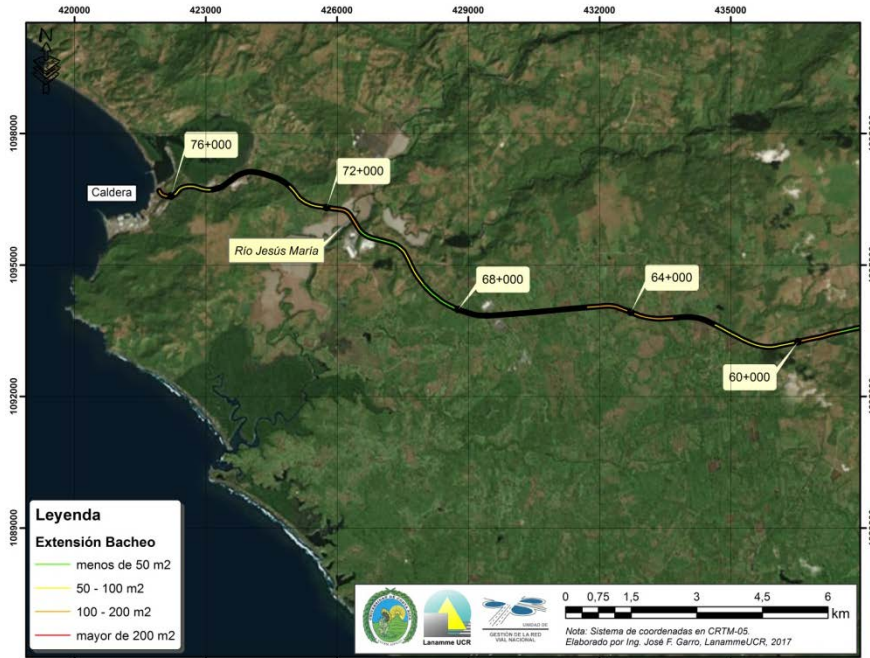 420000 423000 426000 429000 432000 435000
N
1098000
76+000
72+000
Caldera
Rio Jesús María
1095000
68+000
64+000
60+000
1092000
1089000
Leyenda
Extensión Bacheo
menos de 50 m2
50 - 100 m2
100 - 200 m2
mayor de 200 m2
Lanamme UCR
UNIDAD DE
GESTIÓN DE LA RED
VIAL NACIONAL
0 0,75 1,5 3 4,5 6
km
Nota: Sistema de coordenadas en CRTM-05.
Elaborado por Ing. José F. Garro, LanammeUCR, 2017